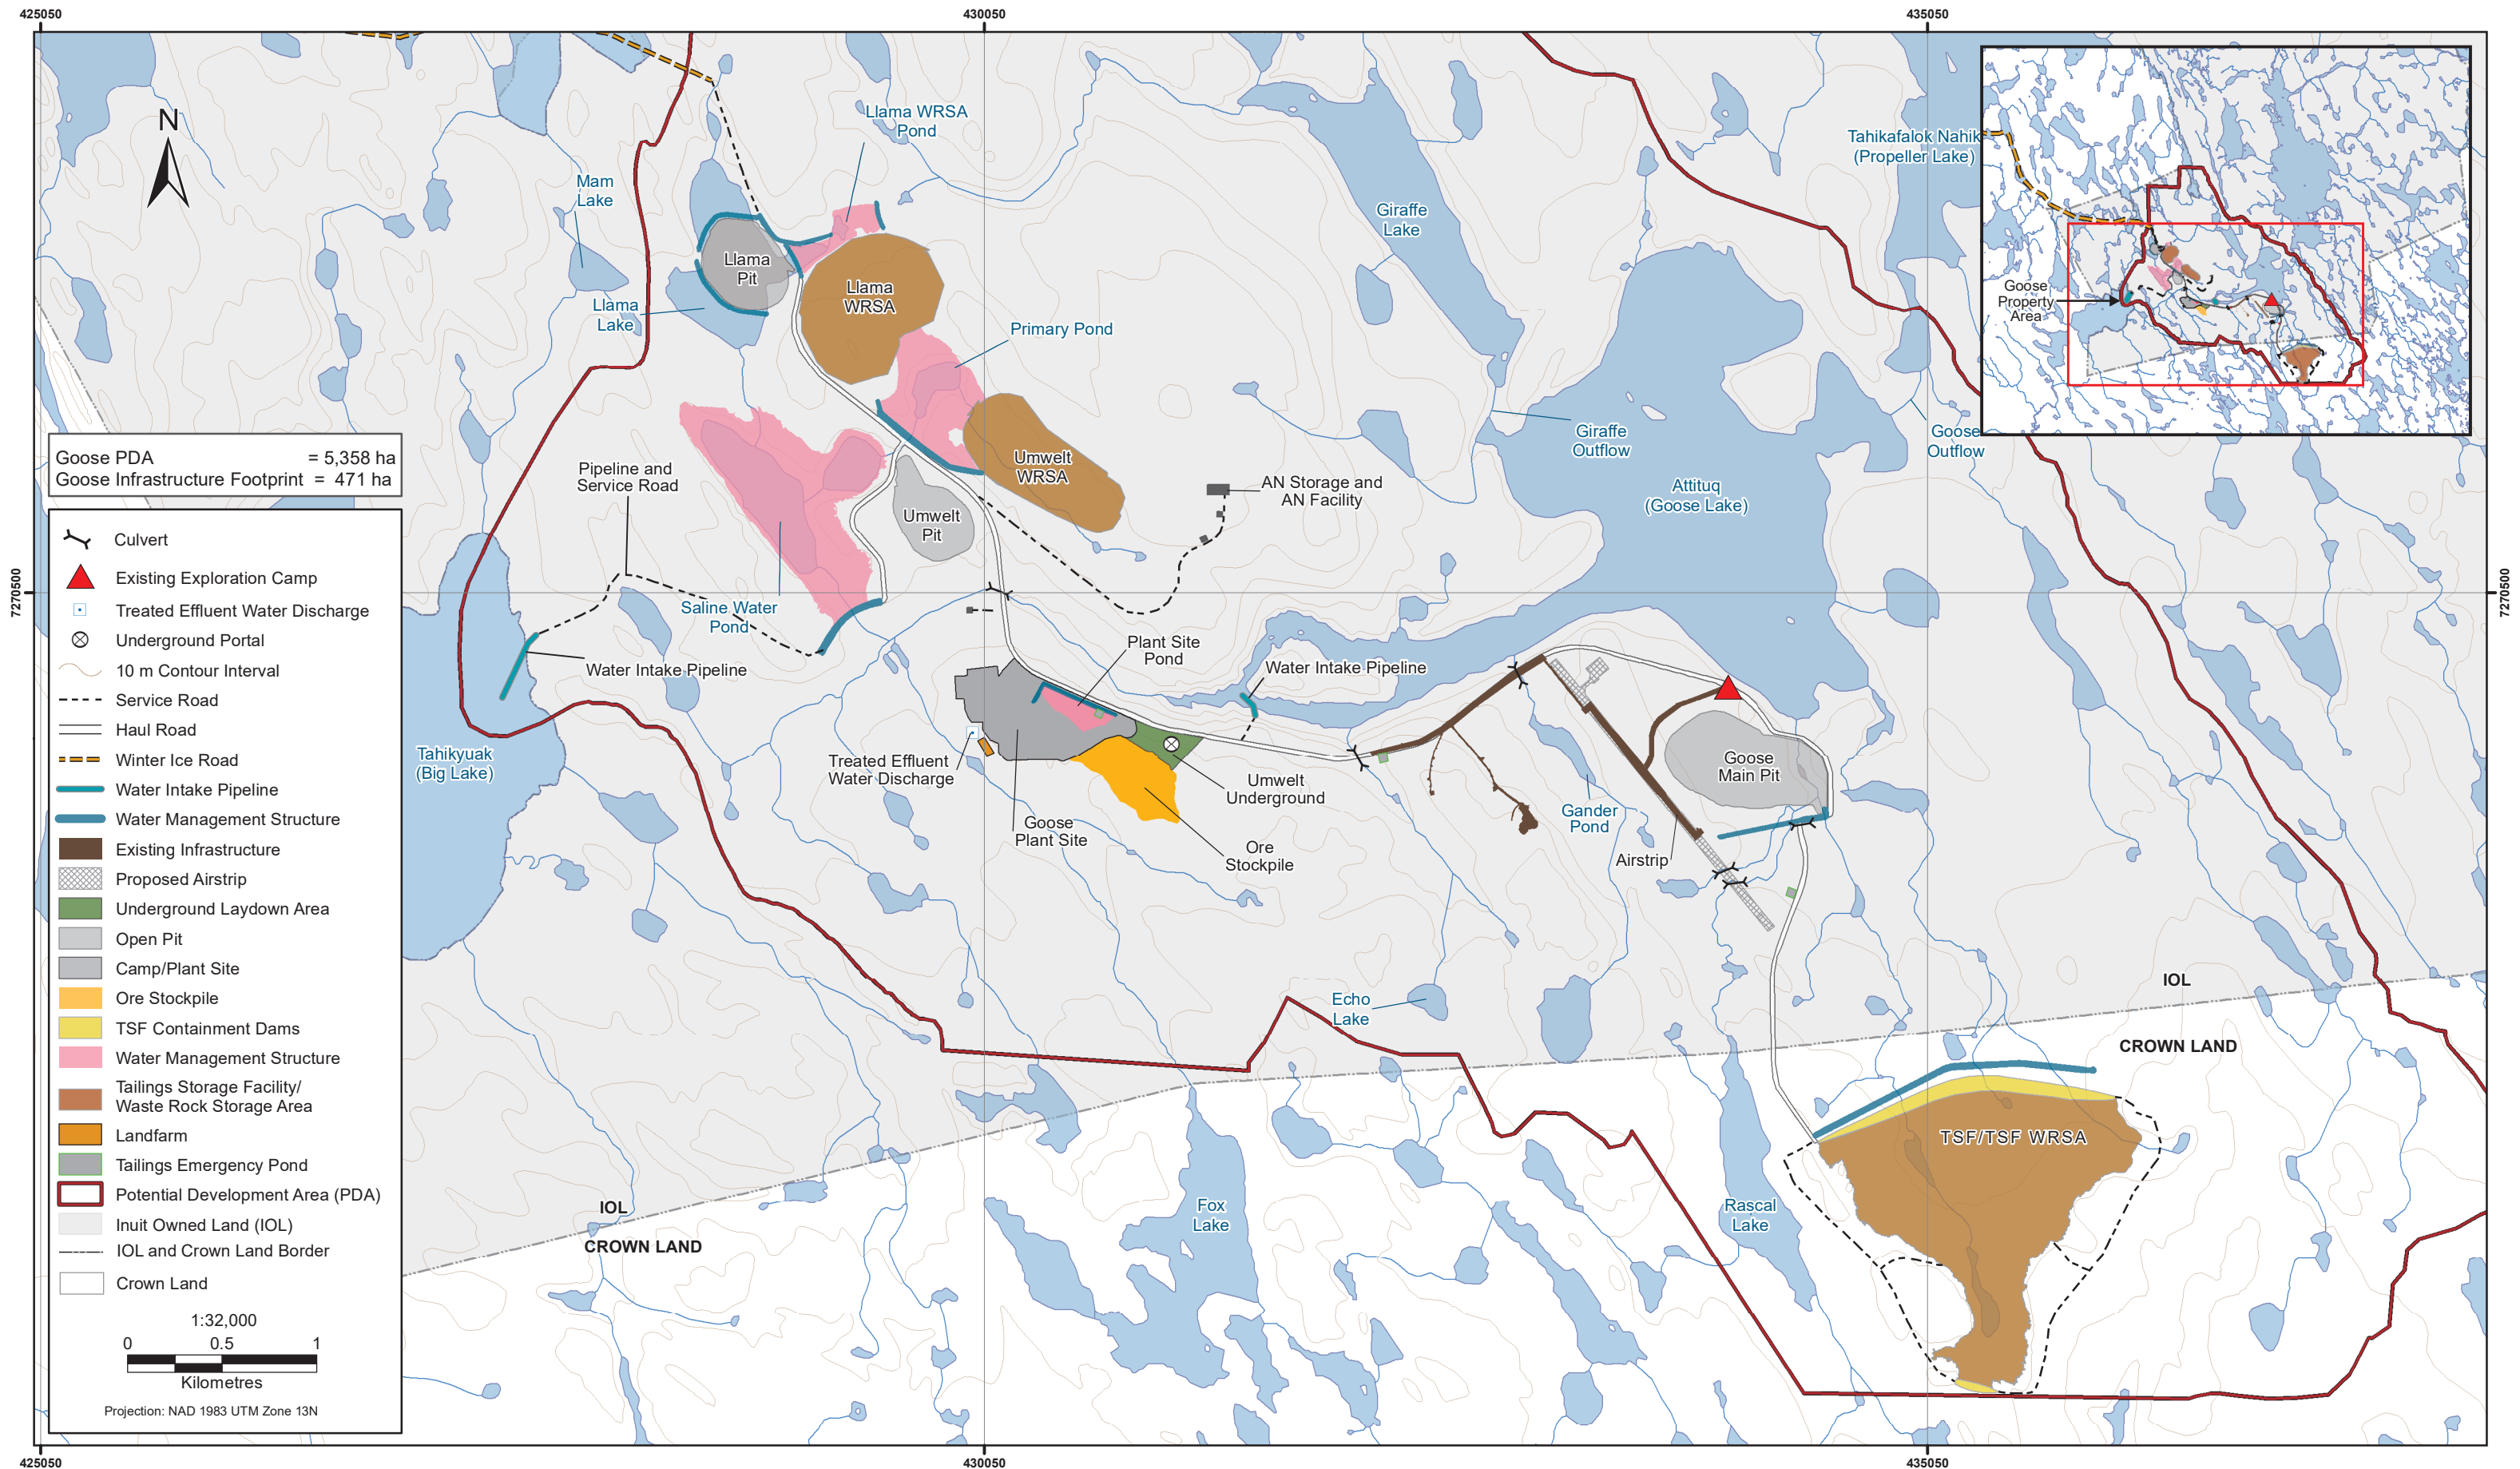 425050
430050
435050
N
Llama WRSA
Pond
Mam
Lake
Llama
Pit
Llama
WRSA
Llama
Lake
Primary Pond
Giraffe
Lake
Tahikafalok Nahik
(Propeller Lake)
Goose
Property
Area
Goose PDA = 5,358 ha
Goose Infrastructure Footprint = 471 ha
Pipeline and
Service Road
Umwelt
WRSA
Umwelt
Pit
AN Storage and
AN Facility
Giraffe
Outflow
Goose
Outflow
Attituq
(Goose Lake)
7270500
7270500
Saline Water
Pond
Water Intake Pipeline
Plant Site
Pond
Water Intake Pipeline
Tahikyuak
(Big Lake)
Treated Effluent
Water Discharge
Goose
Plant Site
Umwelt
Underground
Ore
Stockpile
Gander
Pond
Airstrip
Goose
Main Pit
Echo
Lake
IOL
CROWN LAND
TSF/TSF WRSA
Fox
Lake
Rascal
Lake
IOL
CROWN LAND
Culvert
Existing Exploration Camp
Treated Effluent Water Discharge
Underground Portal
10 m Contour Interval
Service Road
Haul Road
Winter Ice Road
Water Intake Pipeline
Water Management Structure
Existing Infrastructure
Proposed Airstrip
Underground Laydown Area
Open Pit
Camp/Plant Site
Ore Stockpile
TSF Containment Dams
Water Management Structure
Tailings Storage Facility/
Waste Rock Storage Area
Landfarm
Tailings Emergency Pond
Potential Development Area (PDA)
Inuit Owned Land (IOL)
IOL and Crown Land Border
Crown Land
1:32,000
0 0.5 1
Kilometres
Projection: NAD 1983 UTM Zone 13N
425050
430050
435050